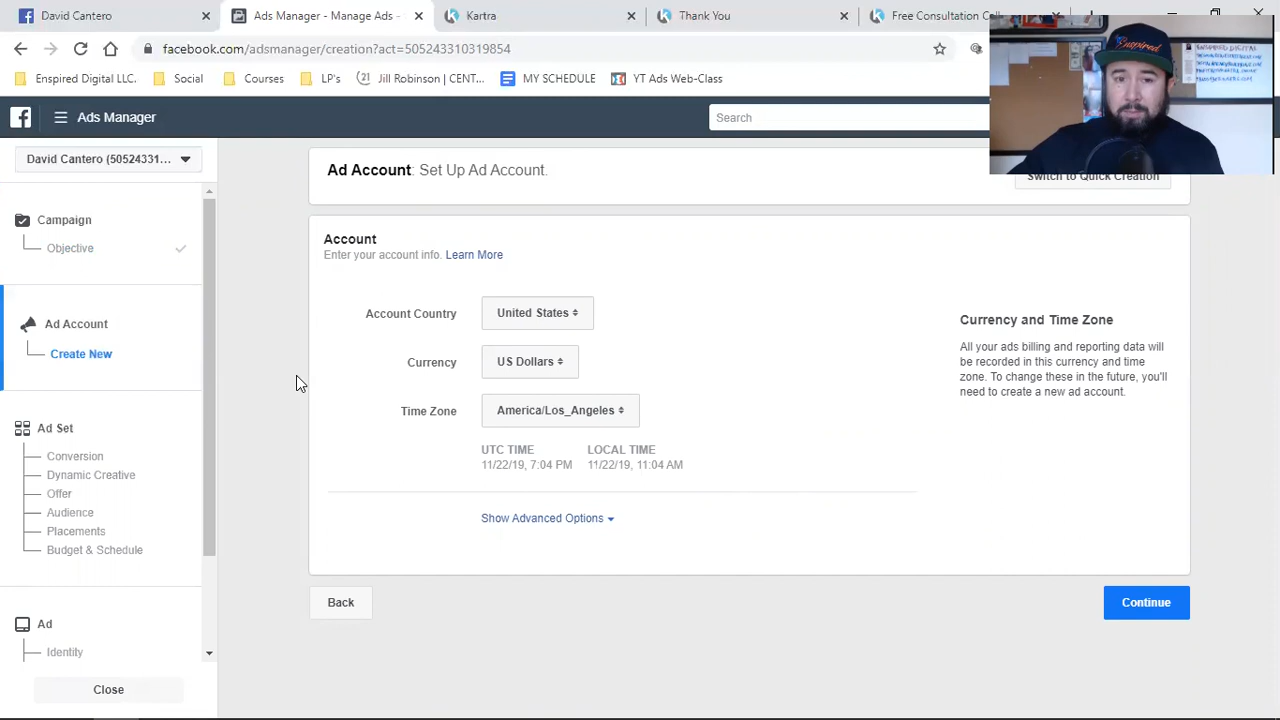 David Cantero
Ads Manager - Manage Ads -
Kartra
Thank You
Free Consultation C
facebook.com/adsmanager/creation?act=505243310319834
Enspired Digital LLC.
Social
Courses
LP's
Jill Robinson | CENT...
SCHEDULE
YT Ads-Web-Class
Ads Manager
Search
Enspired
David Cantero (50524331...
Ad Account: Set Up Ad Account.
Switch to Quick Creation
Campaign
Objective
Account
Enter your account info. Learn More
Ad Account
Create New
Account Country
United States
Currency
US Dollars
Time Zone
America/Los_Angeles
UTC TIME
LOCAL TIME
11/22/19, 7:04 PM
11/22/19, 11:04 AM
Show Advanced Options
Currency and Time Zone
All your ads billing and reporting data will
be recorded in this currency and time
zone. To change these in the future, you'll
need to create a new ad account.
Ad Set
Conversion
Dynamic Creative
Offer
Audience
Placements
Budget & Schedule
Back
Continue
Ad
Identity
Close